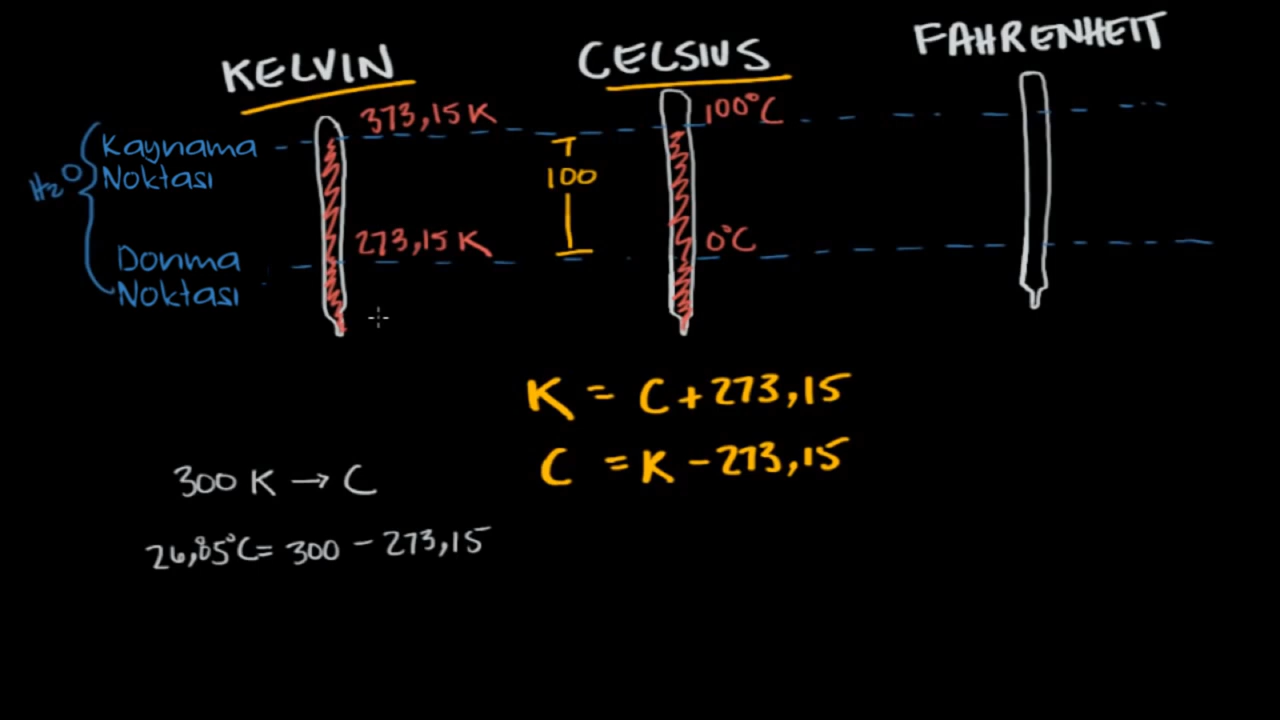 KELVIN
CELSIUS
FAHRENHEIT
373,15 K
100°C
Kaynama
Noktası
H₂O
100
273,15 K
0°C
Donma
Noktası
K = C + 273,15
C = K - 273,15
300 K → C
26,85°C = 300 - 273,15